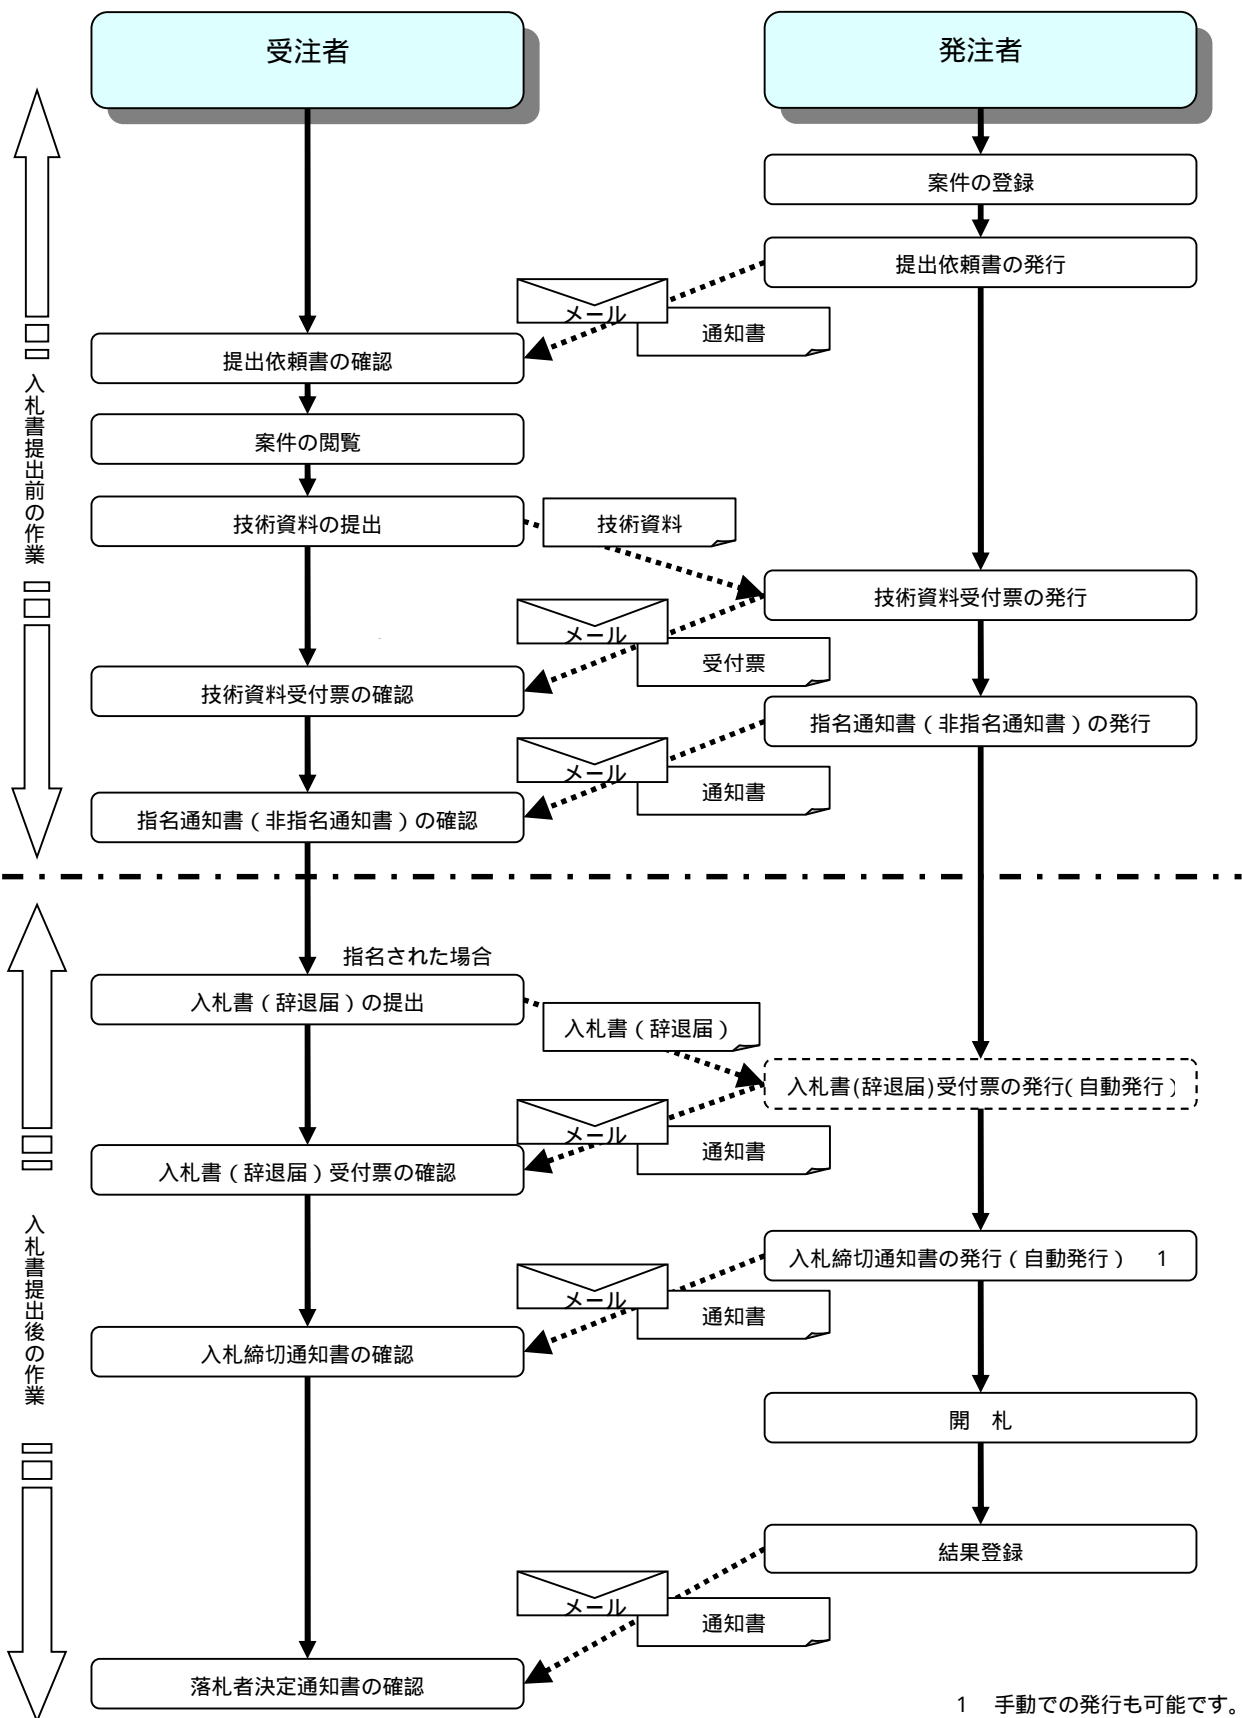 受注者
発注者
案件の登録
提出依頼書の発行
メール
通知書
提出依頼書の確認
入札書提出前の作業
案件の閲覧
技術資料の提出
技術資料
技術資料受付票の発行
メール
受付票
技術資料受付票の確認
指名通知書(非指名通知書)の発行
メール
通知書
指名通知書(非指名通知書)の確認
指名された場合
入札書(辞退届)の提出
入札書(辞退届)
入札書(辞退届)受付票の発行(自動発行)
メール
通知書
入札書(辞退届)受付票の確認
入札書提出後の作業
入札締切通知書の発行(自動発行) 1
メール
通知書
入札締切通知書の確認
開 札
結果登録
メール
通知書
落札者決定通知書の確認
1 手動での発行も可能です。